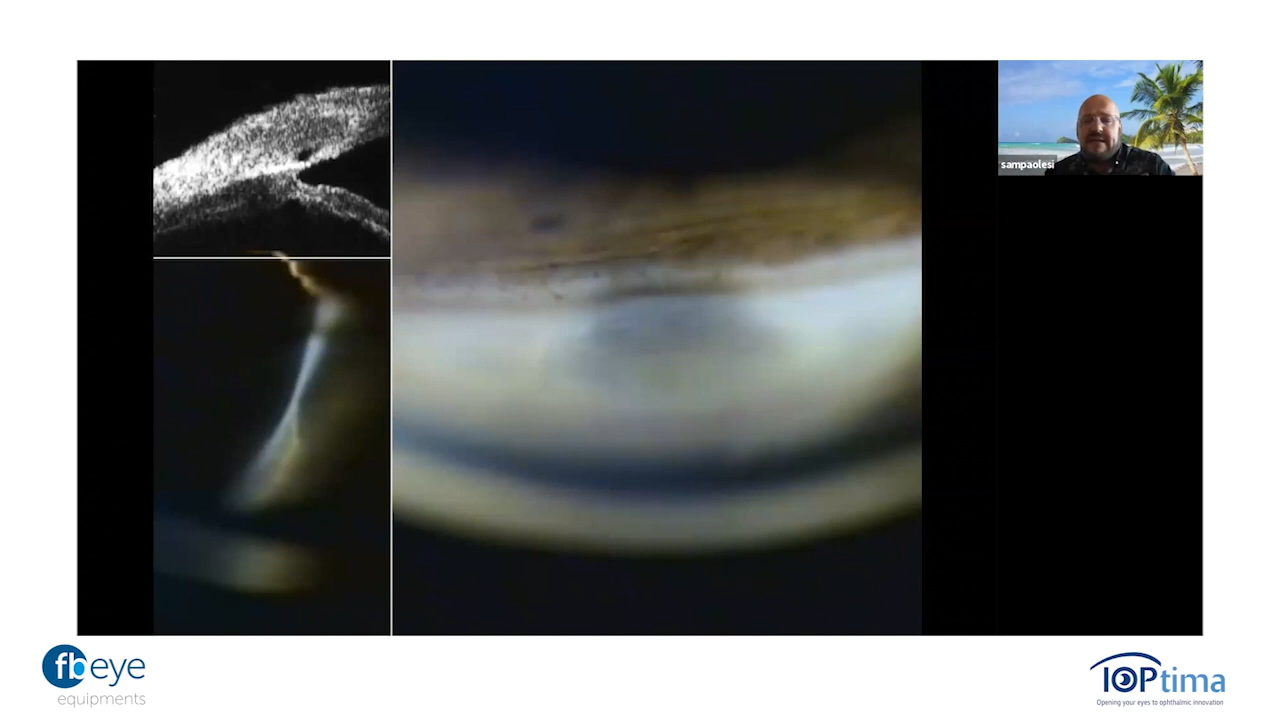 sampaolesi
fbeye
equipments
IOPtima
Opening your eyes to ophthalmic innovation